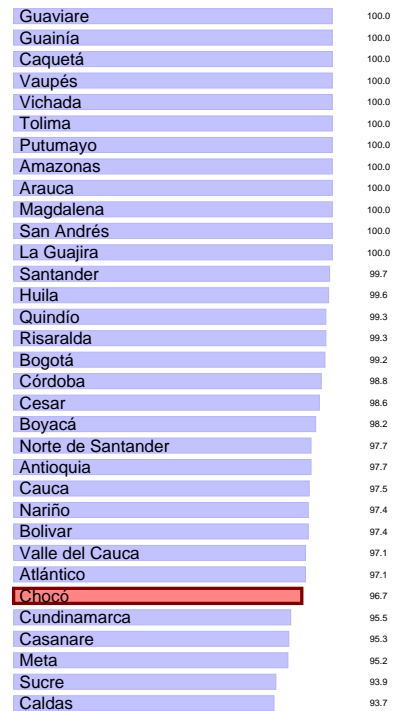 Guaviare 100.0
Guainía 100.0
Caquetá 100.0
Vaupés 100.0
Vichada 100.0
Tolima 100.0
Putumayo 100.0
Amazonas 100.0
Arauca 100.0
Magdalena 100.0
San Andrés 100.0
La Guajira 100.0
Santander 99.7
Huila 99.6
Quindío 99.3
Risaralda 99.3
Bogotá 99.2
Córdoba 98.8
Cesar 98.6
Boyacá 98.2
Norte de Santander 97.7
Antioquia 97.7
Cauca 97.5
Nariño 97.4
Bolivar 97.4
Valle del Cauca 97.1
Atlántico 97.1
Chocó 96.7
Cundinamarca 95.5
Casanare 95.3
Meta 95.2
Sucre 93.9
Caldas 93.7